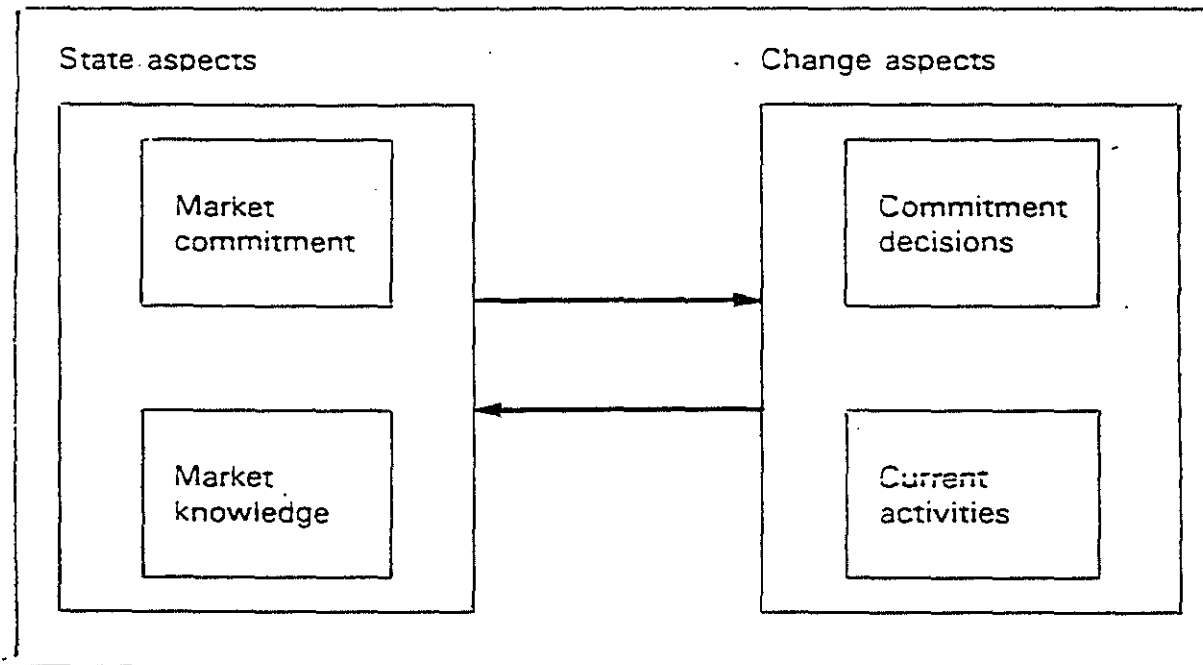 State aspects
Change aspects
Market
commitment
Commitment
decisions
Market
knowledge
Current
activities